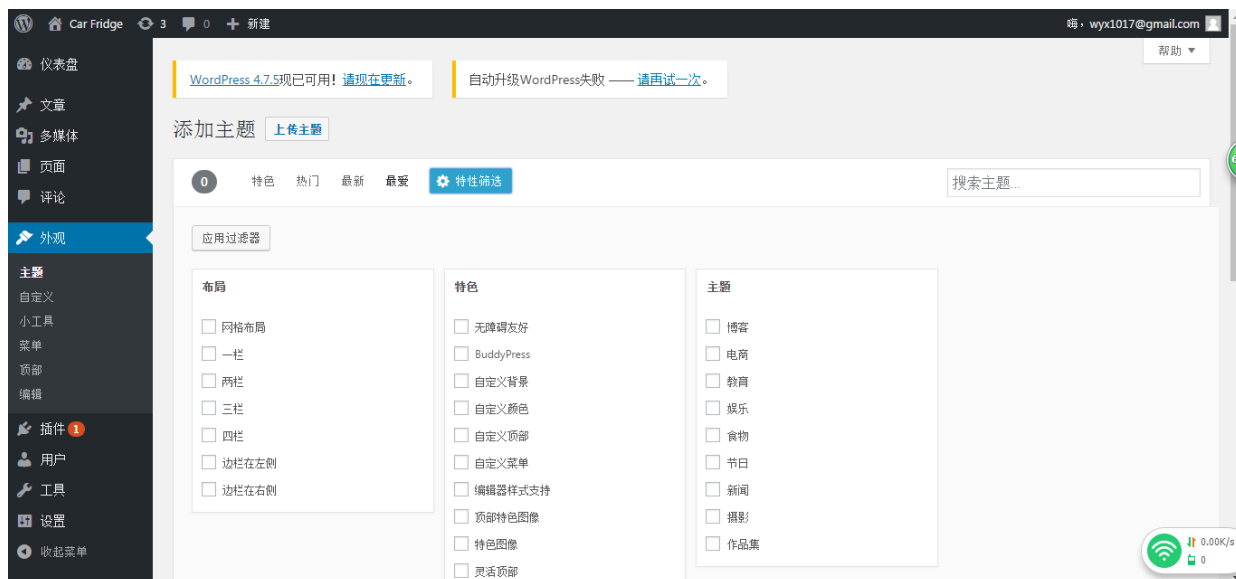 Car Fridge 3 0 新建 嗨，wyx1017@gmail.com
帮助
仪表盘
文章
多媒体
页面
评论
外观
主题
自定义
小工具
菜单
顶部
编辑
插件 1
用户
工具
设置
收起菜单
WordPress 4.7.5现已可用！请现在更新。
自动升级WordPress失败 —— 请再试一次。
添加主题 上传主题
0 特色 热门 最新 最爱 特性筛选 搜索主题...
应用过滤器
布局
网格布局
一栏
两栏
三栏
四栏
边栏在左侧
边栏在右侧
特色
无障碍友好
BuddyPress
自定义背景
自定义颜色
自定义顶部
自定义菜单
编辑器样式支持
顶部特色图像
特色图像
灵活顶部
主题
博客
电商
教育
娱乐
食物
节日
新闻
摄影
作品集
0.00K/s
0